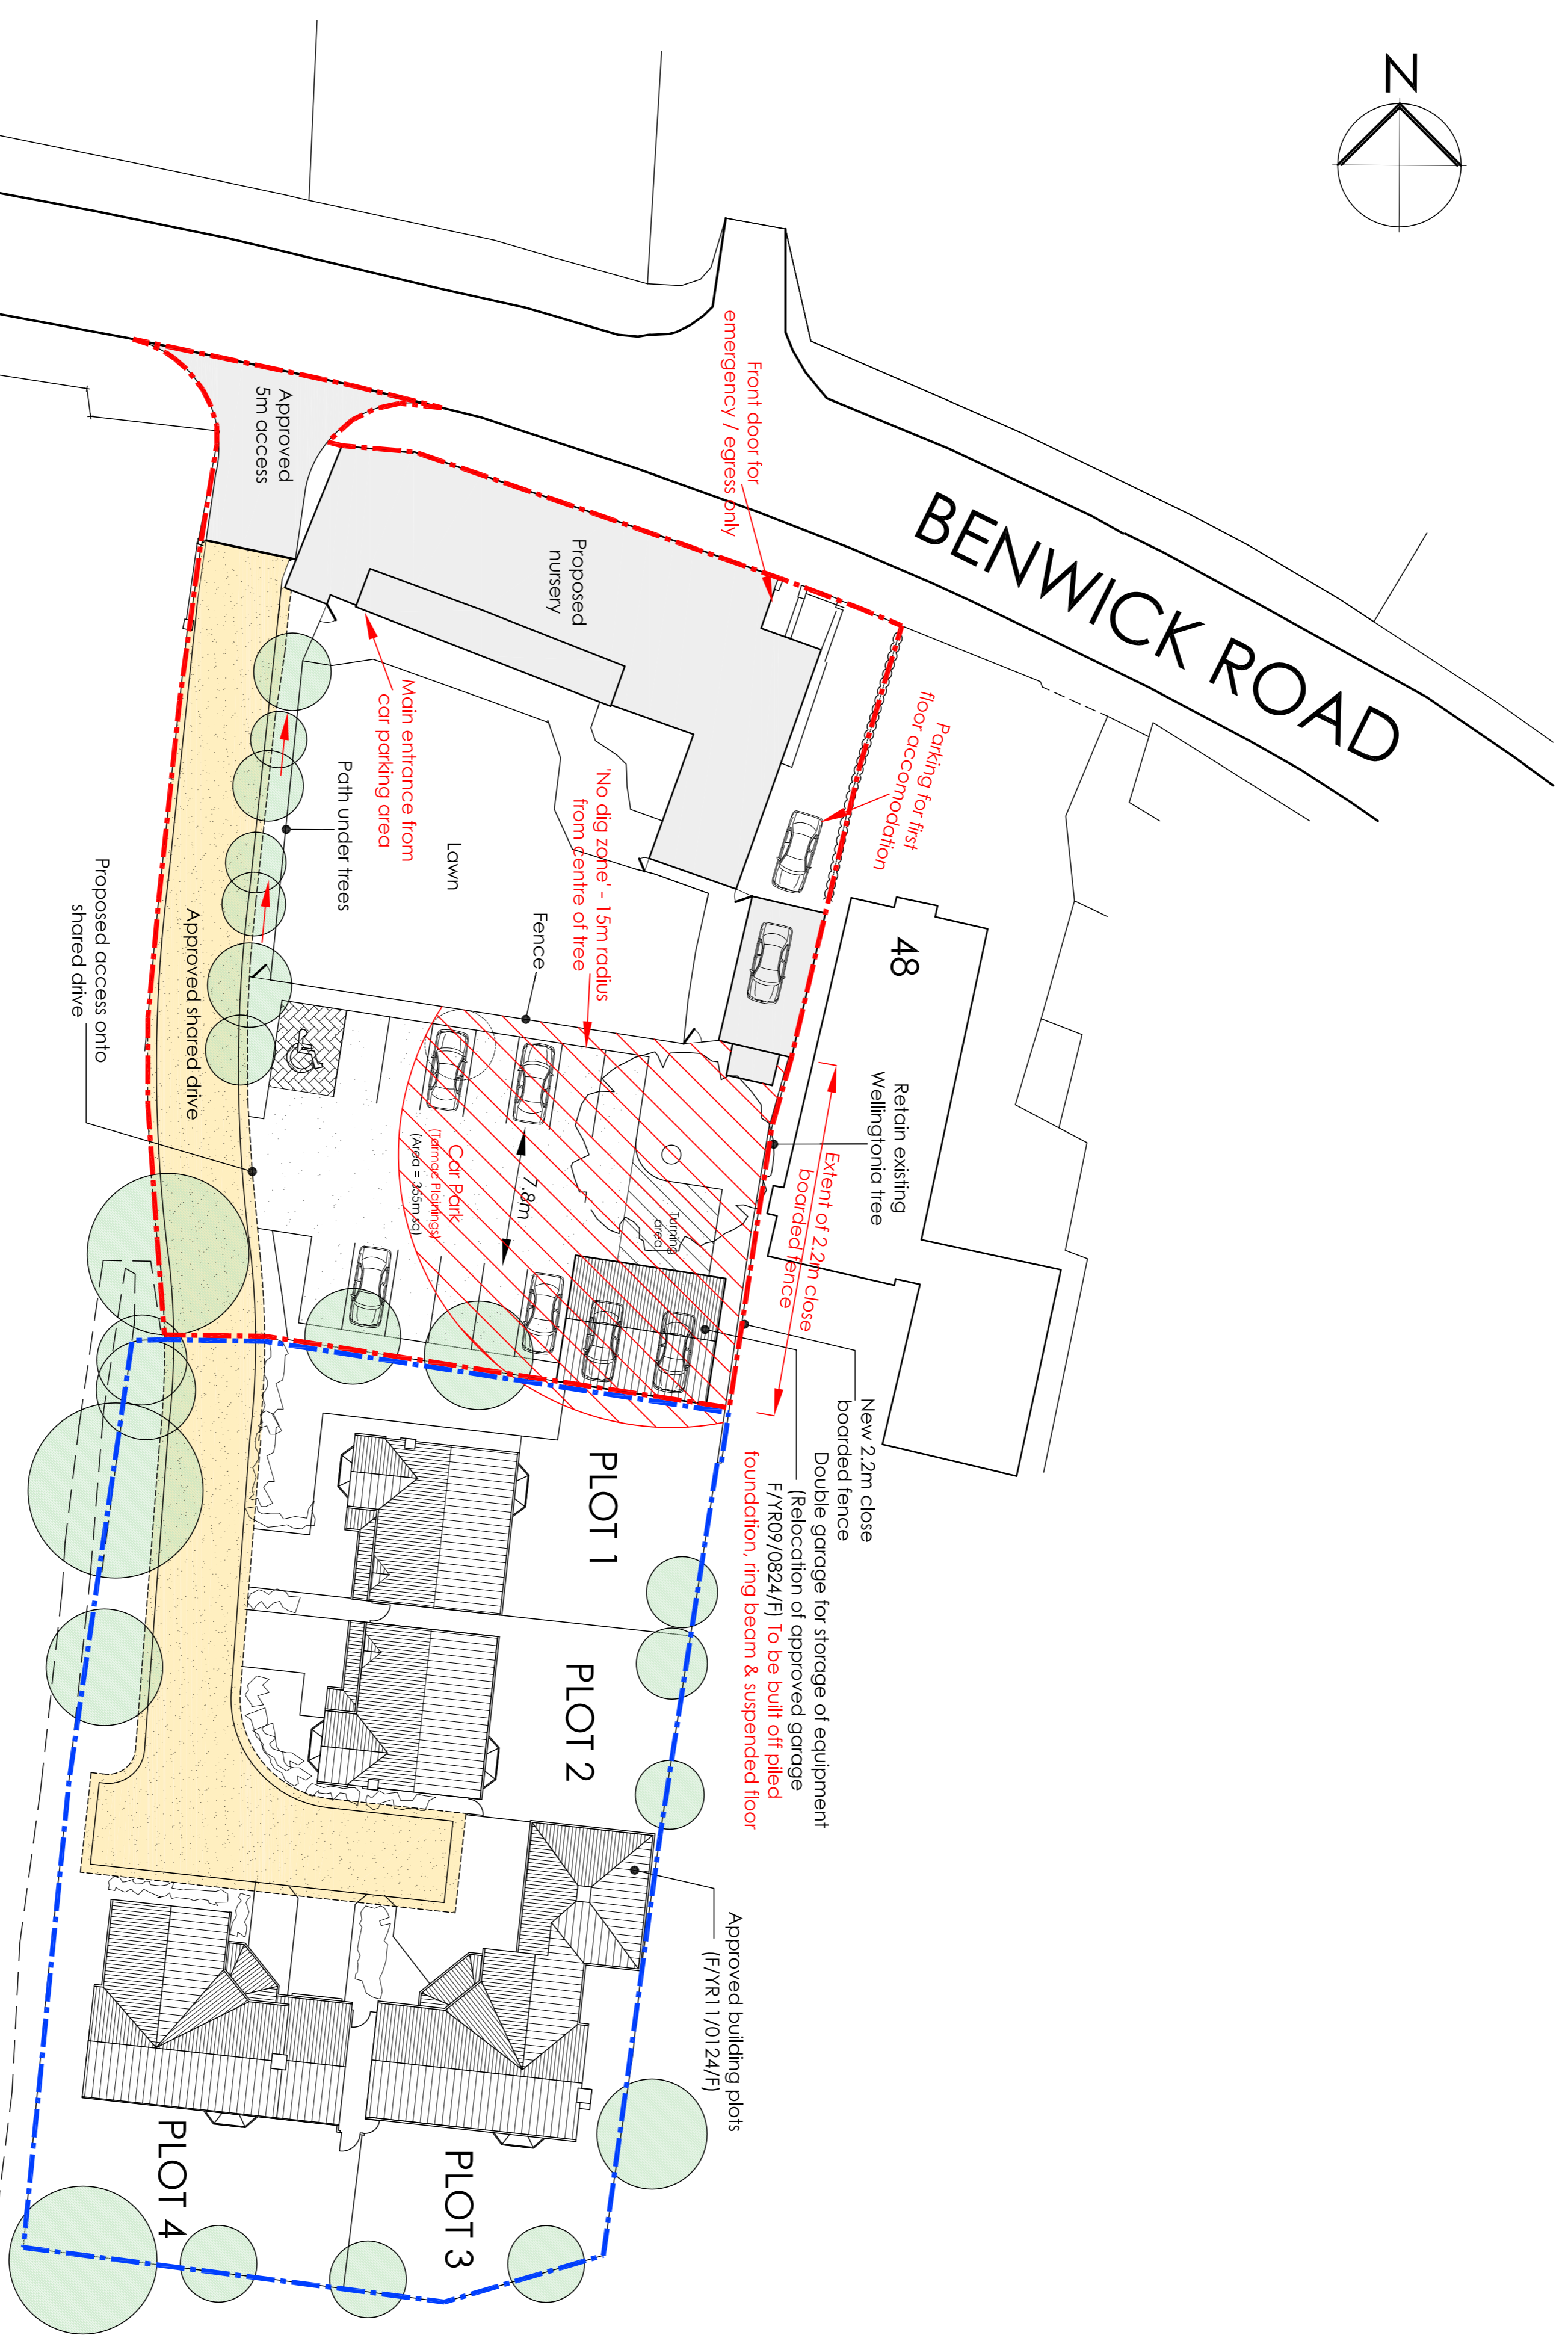 N
BENWICK ROAD
Front door for
emergency / egress only
Approved
5m access
Proposed
nursery
Parking for first
floor accomodation
48
Main entrance from
car parking area
Path under trees
Lawn
'No dig zone' - 15m radius
from centre of tree
Fence
Retain existing
Wellingtonia tree
Extent of 2.2m close
boarded fence
Approved shared drive
Proposed access onto
shared drive
Car Park
(Tarmac Plainings)
(Area = 355m.sq)
7.8m
Turning
area
New 2.2m close
boarded fence
Double garage for storage of equipment
(Relocation of approved garage
F/YR09/0824/F) To be built off piled
foundation, ring beam & suspended floor
PLOT 1
PLOT 2
Approved building plots
(F/YR11/0124/F)
PLOT 3
PLOT 4